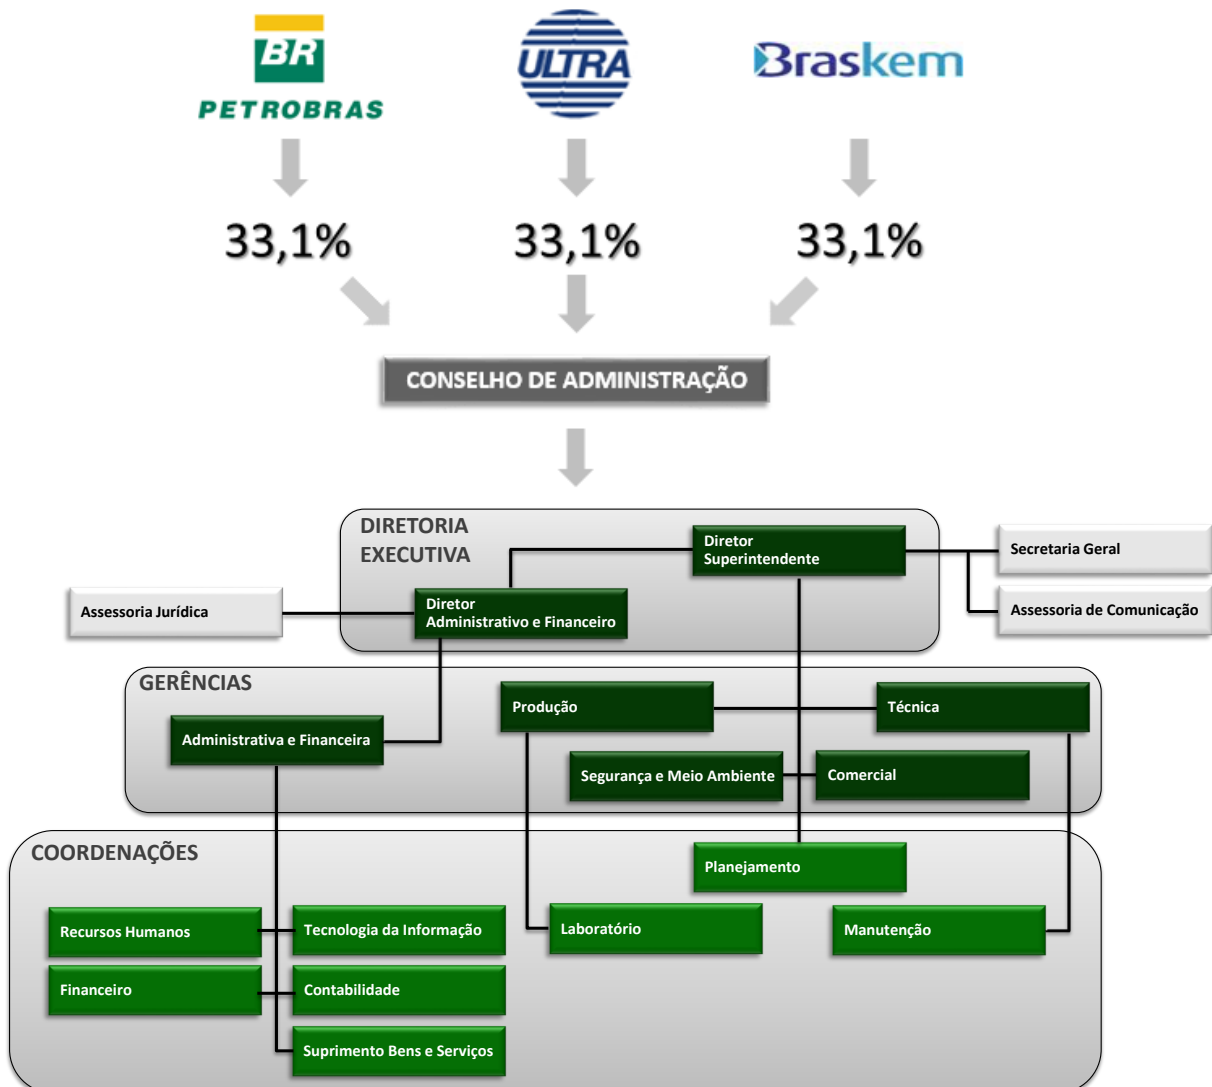 BR
PETROBRAS
ULTRA
Braskem
33,1%
33,1%
33,1%
CONSELHO DE ADMINISTRAÇÃO
DIRETORIA
EXECUTIVA
Diretor
Superintendente
Secretaria Geral
Assessoria Jurídica
Diretor
Administrativo e Financeiro
Assessoria de Comunicação
GERÊNCIAS
Produção
Técnica
Administrativa e Financeira
Segurança e Meio Ambiente
Comercial
COORDENAÇÕES
Planejamento
Recursos Humanos
Tecnologia da Informação
Laboratório
Manutenção
Financeiro
Contabilidade
Suprimento Bens e Serviços